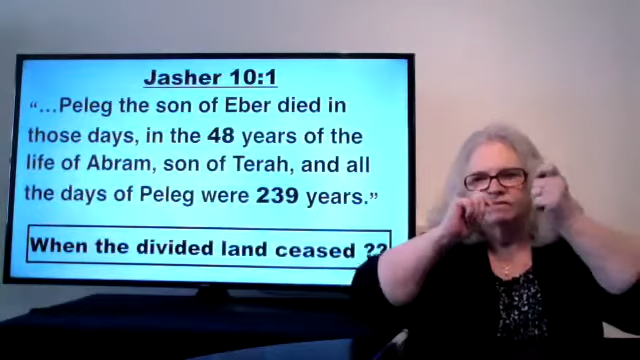 Jasher 10:1
“...Peleg the son of Eber died in
those days, in the 48 years of the
life of Abram, son of Terah, and all
the days of Peleg were 239 years.”
When the divided land ceased ??